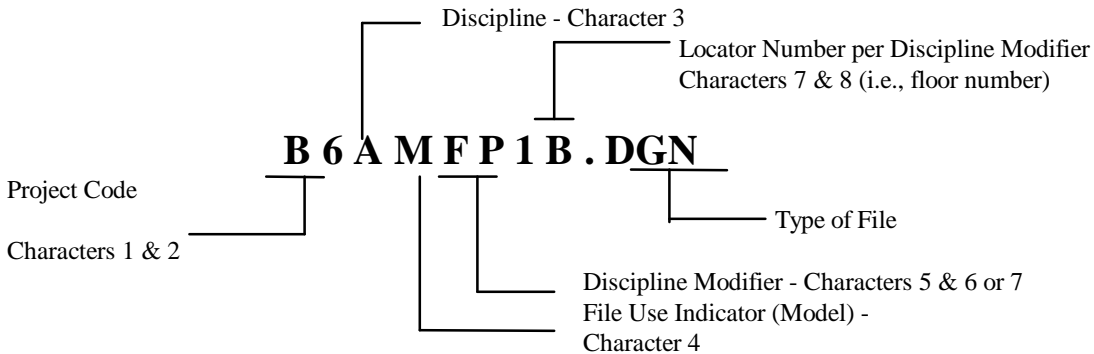 Discipline - Character 3
Locator Number per Discipline Modifier
Characters 7 & 8 (i.e., floor number)
B 6 A M F P 1 B . DGN
Project Code
Characters 1 & 2
Type of File
Discipline Modifier - Characters 5 & 6 or 7
File Use Indicator (Model) -
Character 4